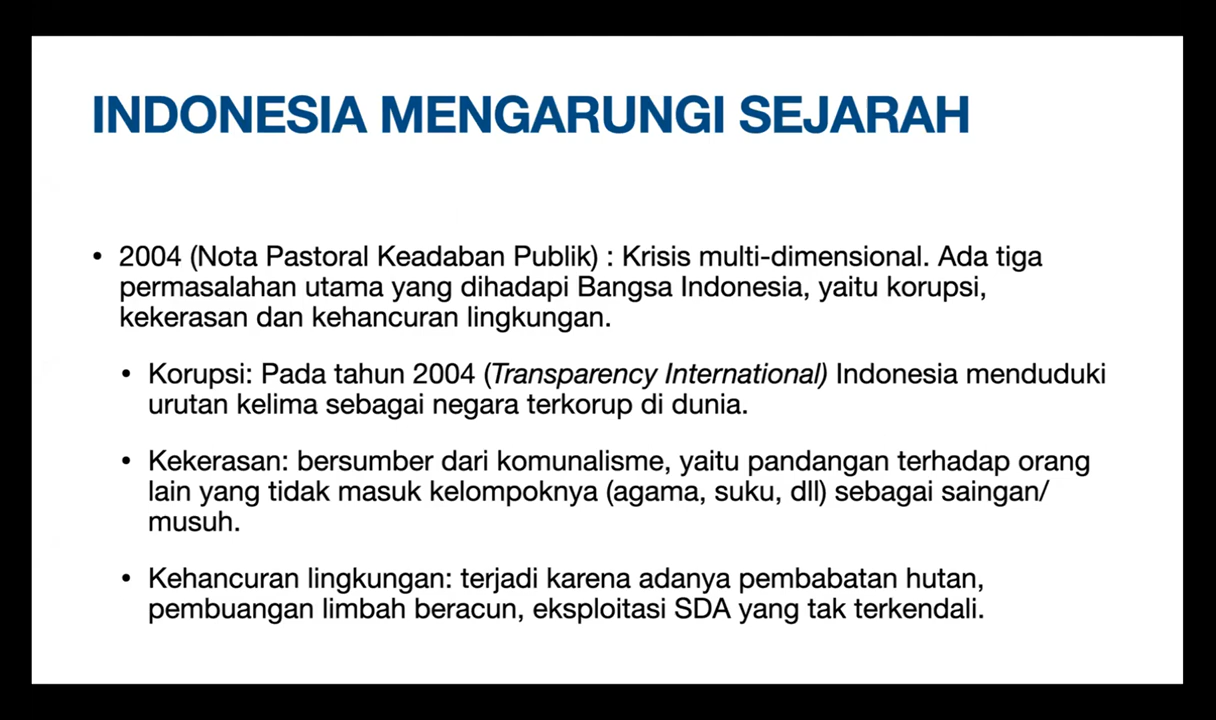 INDONESIA MENGARUNGI SEJARAH
• 2004 (Nota Pastoral Keadaban Publik) : Krisis multi-dimensional. Ada tiga
permasalahan utama yang dihadapi Bangsa Indonesia, yaitu korupsi,
kekerasan dan kehancuran lingkungan.
• Korupsi: Pada tahun 2004 (Transparency International) Indonesia menduduki
urutan kelima sebagai negara terkorup di dunia.
• Kekerasan: bersumber dari komunalisme, yaitu pandangan terhadap orang
lain yang tidak masuk kelompoknya (agama, suku, dll) sebagai saingan/
musuh.
• Kehancuran lingkungan: terjadi karena adanya pembabatan hutan,
pembuangan limbah beracun, eksploitasi SDA yang tak terkendali.